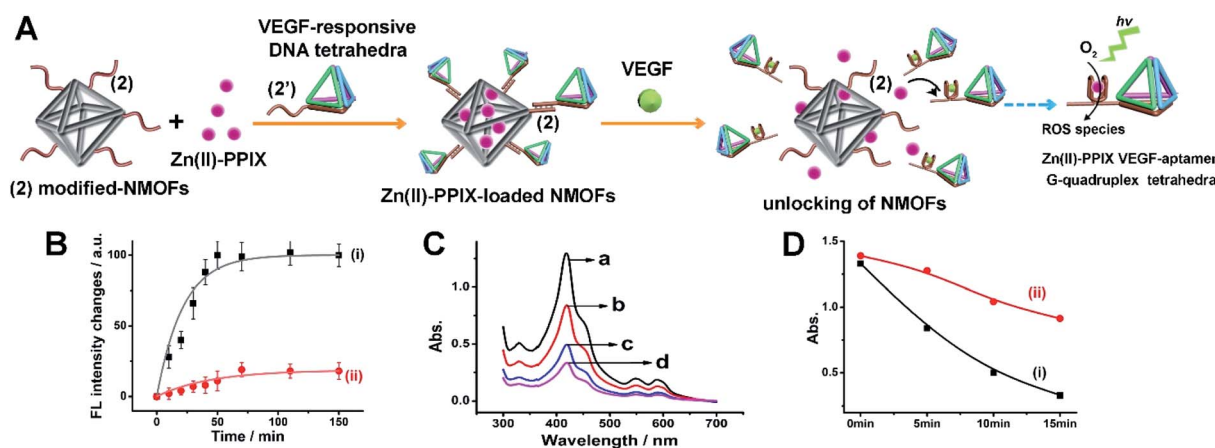 A
VEGF-responsive
DNA tetrahedra
(2)
(2')
+
Zn(II)-PPIX
(2) modified-NMOFs
(2)
Zn(II)-PPIX-loaded NMOFs
VEGF
(2)
unlocking of NMOFs
hv
O2
ROS species
Zn(II)-PPIX VEGF-aptamer
G-quadruplex tetrahedra
B
FL intensity changes / a.u.
100
50
0
(i)
(ii)
0 50 100 150
Time / min
C
Abs.
1.0
0.5
0.0
a
b
c
d
300 400 500 600 700
Wavelength / nm
D
Abs.
1.5
1.0
0.5
(ii)
(i)
0min 5min 10min 15min